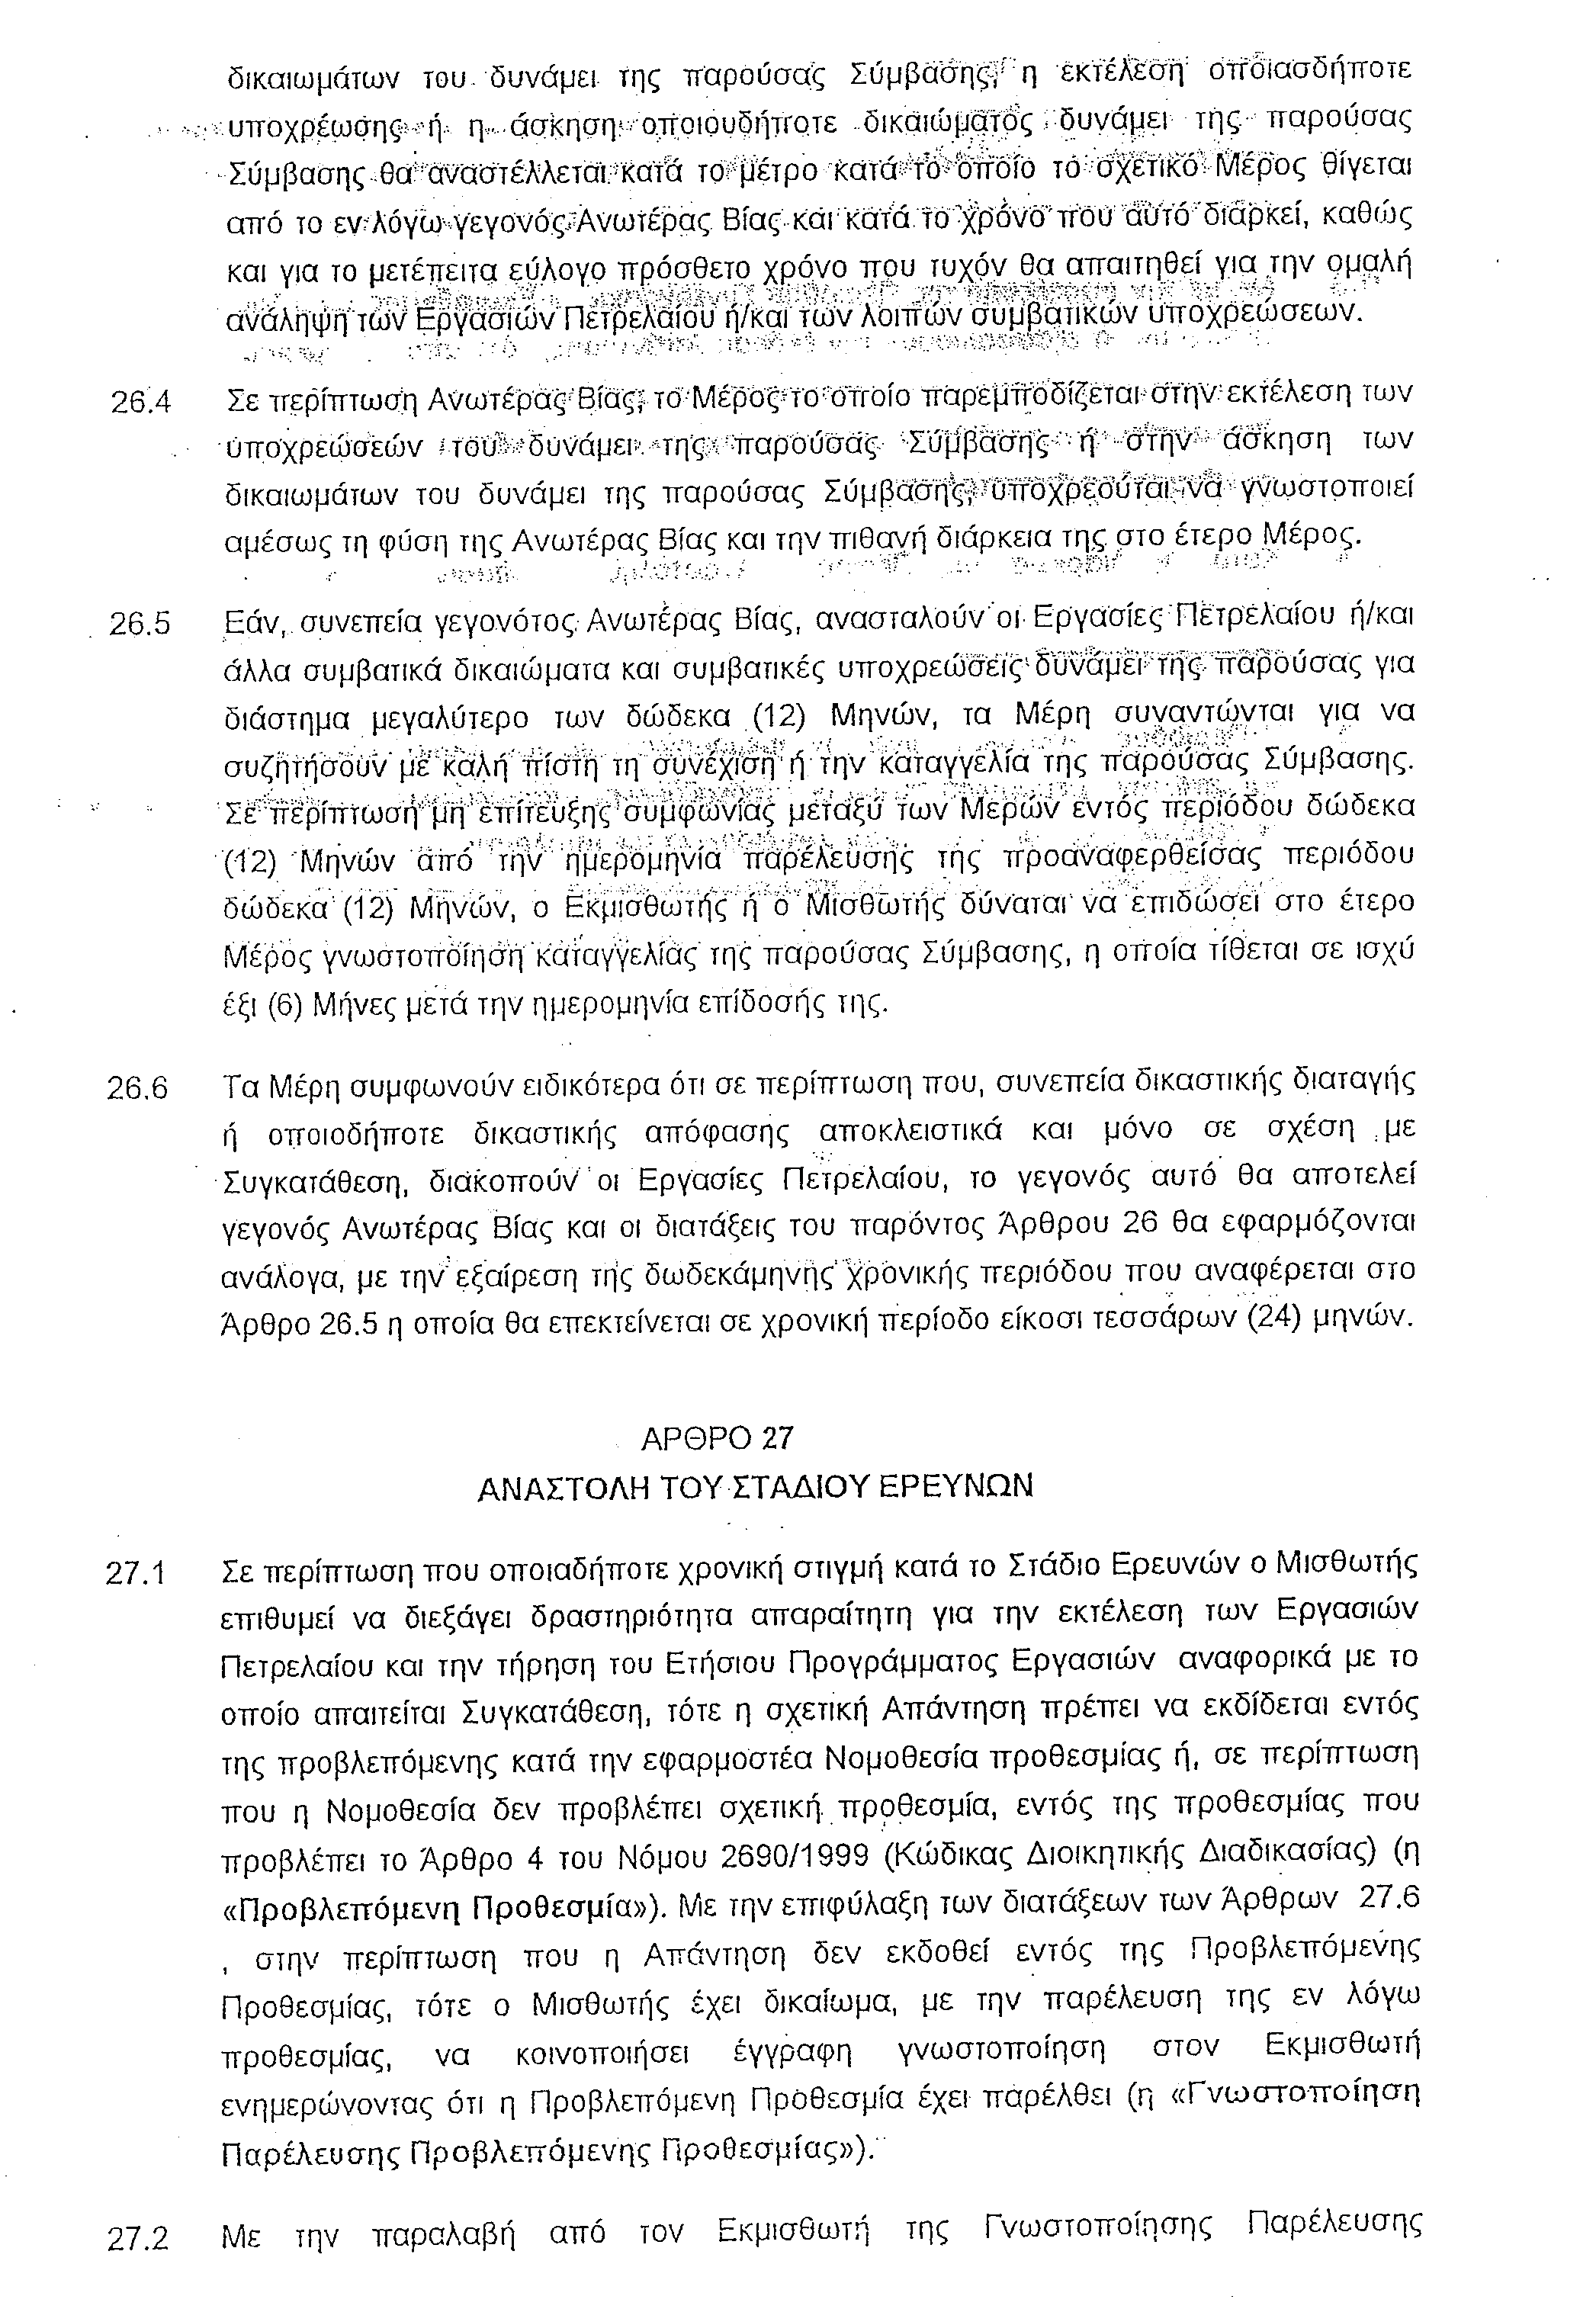 δικαιωμάτων του δυνάμει της παρούσας Σύμβασης, η εκτέλεση οποιασδήποτε
υποχρέωσης ή η άσκηση οποιουδήποτε δικαιώματος δυνάμει της παρούσας
Σύμβασης θα αναστέλλεται κατά το μέτρο κατά το οποίο το σχετικό Μέρος θίγεται
από το εν λόγω γεγονός Ανωτέρας Βίας και κατά το χρόνο που αυτό διαρκεί, καθώς
και για το μετέπειτα εύλογο πρόσθετο χρόνο που τυχόν θα απαιτηθεί για την ομαλή
ανάληψη των Εργασιών Πετρελαίου ή/και των λοιπών συμβατικών υποχρεώσεων.
26.4 Σε περίπτωση Ανωτέρας Βίας, το Μέρος το οποίο παρεμποδίζεται στην εκτέλεση των
υποχρεώσεών του δυνάμει της παρούσας Σύμβασης ή στην άσκηση των
δικαιωμάτων του δυνάμει της παρούσας Σύμβασης, υποχρεούται να γνωστοποιεί
αμέσως τη φύση της Ανωτέρας Βίας και την πιθανή διάρκεια της στο έτερο Μέρος.
26.5 Εάν, συνεπεία γεγονότος Ανωτέρας Βίας, ανασταλούν οι Εργασίες Πετρελαίου ή/και
άλλα συμβατικά δικαιώματα και συμβατικές υποχρεώσεις δυνάμει της παρούσας για
διάστημα μεγαλύτερο των δώδεκα (12) Μηνών, τα Μέρη συναντώνται για να
συζητήσουν με καλή πίστη τη συνέχιση ή την καταγγελία της παρούσας Σύμβασης.
Σε περίπτωση μη επίτευξης συμφωνίας μεταξύ των Μερών εντός περιόδου δώδεκα
(12) Μηνών από την ημερομηνία παρέλευσης της προαναφερθείσας περιόδου
δώδεκα (12) Μηνών, ο Εκμισθωτής ή ο Μισθωτής δύναται να επιδώσει στο έτερο
Μέρος γνωστοποίηση καταγγελίας της παρούσας Σύμβασης, η οποία τίθεται σε ισχύ
έξι (6) Μήνες μετά την ημερομηνία επίδοσής της.
26.6 Τα Μέρη συμφωνούν ειδικότερα ότι σε περίπτωση που, συνεπεία δικαστικής διαταγής
ή οποιοδήποτε δικαστικής απόφασης αποκλειστικά και μόνο σε σχέση με
Συγκατάθεση, διακοπούν οι Εργασίες Πετρελαίου, το γεγονός αυτό θα αποτελεί
γεγονός Ανωτέρας Βίας και οι διατάξεις του παρόντος Άρθρου 26 θα εφαρμόζονται
ανάλογα, με την εξαίρεση της δωδεκάμηνης χρονικής περιόδου που αναφέρεται στο
Άρθρο 26.5 η οποία θα επεκτείνεται σε χρονική περίοδο είκοσι τεσσάρων (24) μηνών.
ΑΡΘΡΟ 27
ΑΝΑΣΤΟΛΗ ΤΟΥ ΣΤΑΔΙΟΥ ΕΡΕΥΝΩΝ
27.1 Σε περίπτωση που οποιαδήποτε χρονική στιγμή κατά το Στάδιο Ερευνών ο Μισθωτής
επιθυμεί να διεξάγει δραστηριότητα απαραίτητη για την εκτέλεση των Εργασιών
Πετρελαίου και την τήρηση του Ετήσιου Προγράμματος Εργασιών αναφορικά με το
οποίο απαιτείται Συγκατάθεση, τότε η σχετική Απάντηση πρέπει να εκδίδεται εντός
της προβλεπόμενης κατά την εφαρμοστέα Νομοθεσία προθεσμίας ή, σε περίπτωση
που η Νομοθεσία δεν προβλέπει σχετική προθεσμία, εντός της προθεσμίας που
προβλέπει το Άρθρο 4 του Νόμου 2690/1999 (Κώδικας Διοικητικής Διαδικασίας) (η
«Προβλεπόμενη Προθεσμία»). Με την επιφύλαξη των διατάξεων των Άρθρων 27.6
, στην περίπτωση που η Απάντηση δεν εκδοθεί εντός της Προβλεπόμενης
Προθεσμίας, τότε ο Μισθωτής έχει δικαίωμα, με την παρέλευση της εν λόγω
προθεσμίας, να κοινοποιήσει έγγραφη γνωστοποίηση στον Εκμισθωτή
ενημερώνοντας ότι η Προβλεπόμενη Προθεσμία έχει παρέλθει (η «Γνωστοποίηση
Παρέλευσης Προβλεπόμενης Προθεσμίας»).
27.2 Με την παραλαβή από τον Εκμισθωτή της Γνωστοποίησης Παρέλευσης